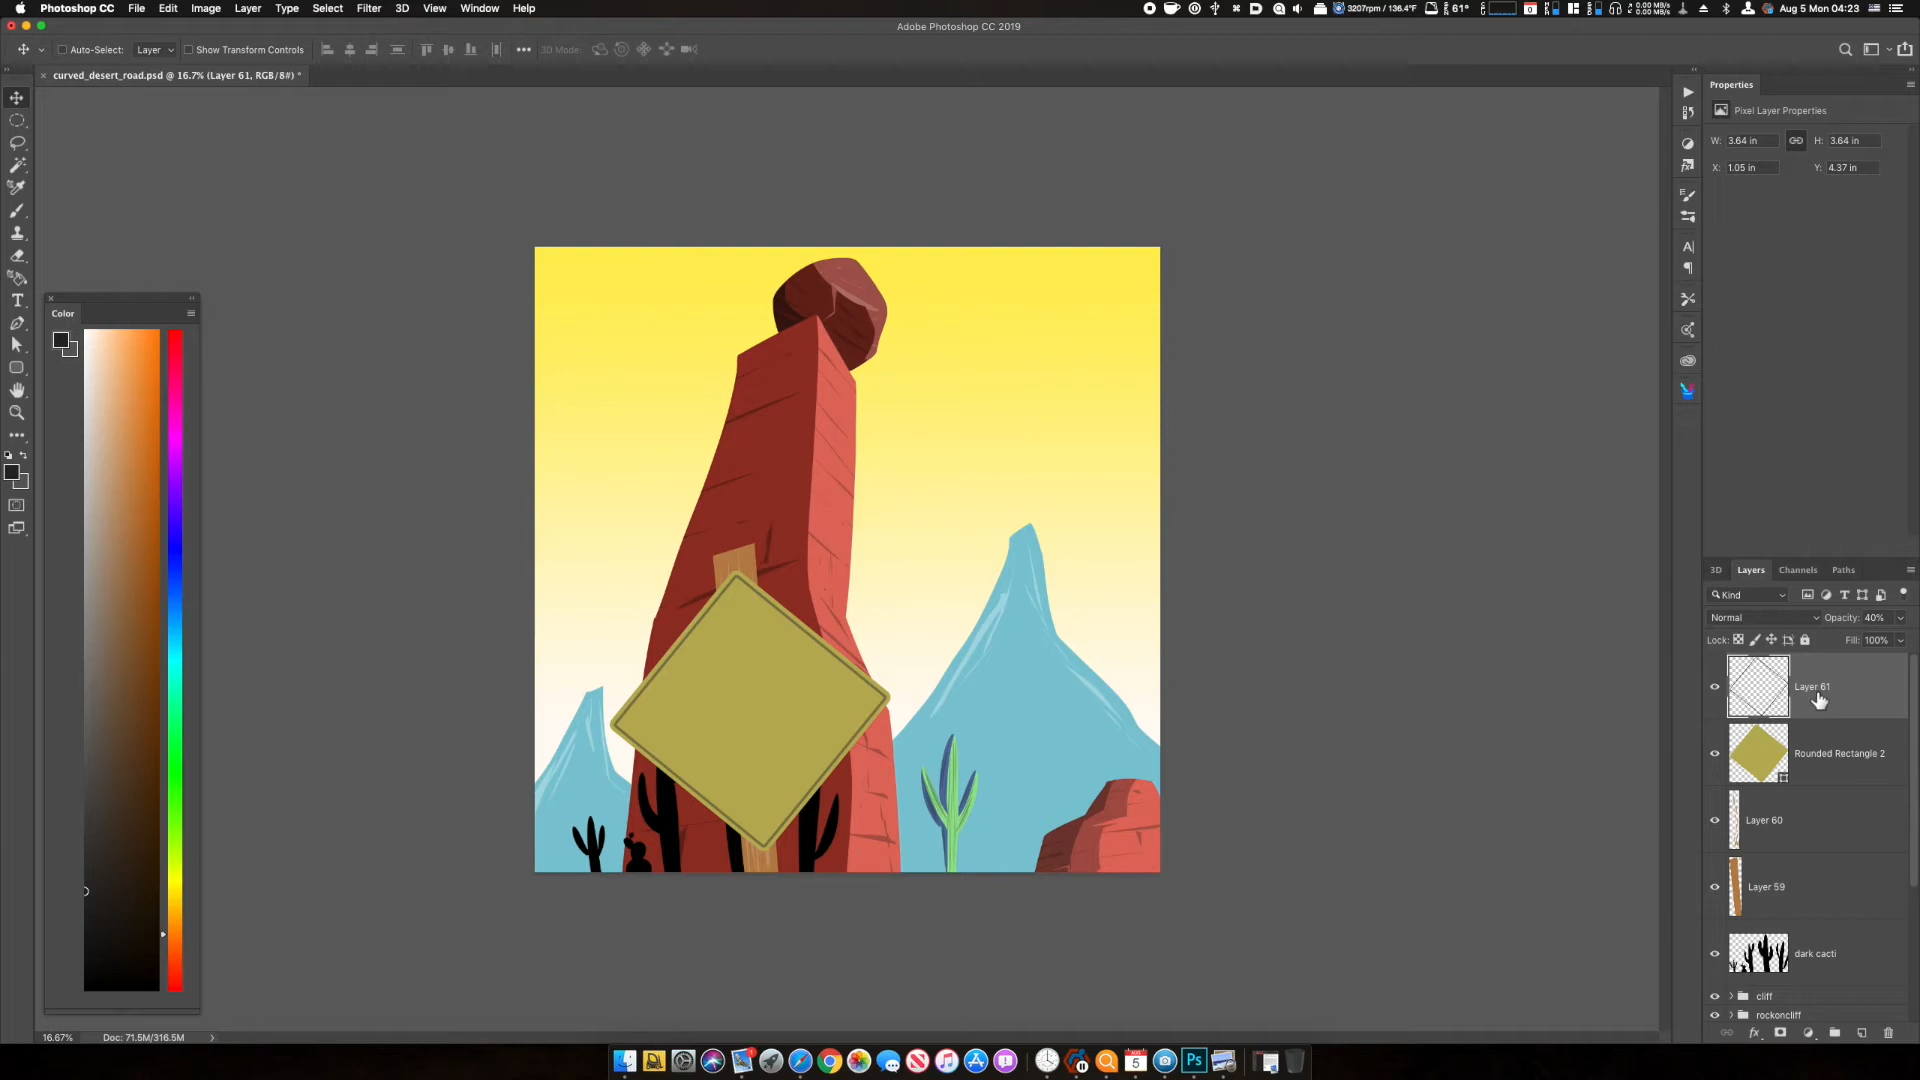 Photoshop CC File Edit Image Layer Type Select Filter 3D View Window Help
3207rpm / 136.4°F 61° 0.00 MB/s 0.00 MB/s Aug 5 Mon 04:23
Adobe Photoshop CC 2019
Auto-Select: Layer Show Transform Controls 3D Mode:
curved_desert_road.psd @ 16.7% (Layer 61, RGB/8#) *
Properties
Pixel Layer Properties
W: 3.64 in H: 3.64 in
X: 1.05 in Y: 4.37 in
Color
3D Layers Channels Paths
Kind
Normal Opacity: 40%
Lock: Fill: 100%
Layer 61
Rounded Rectangle 2
Layer 60
Layer 59
dark cacti
cliff
rockoncliff
16.67% Doc: 71.5M/316.5M